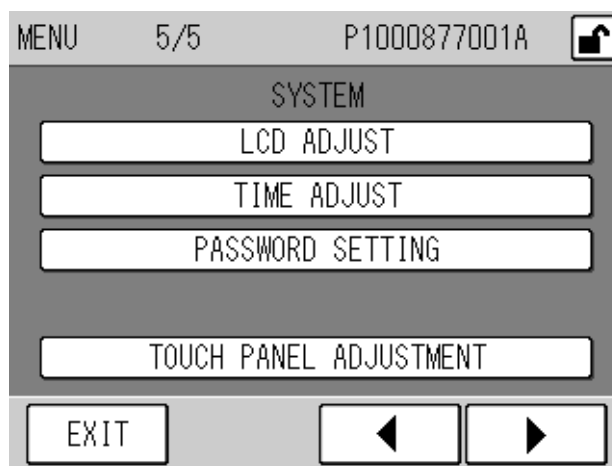 MENU 5/5 P1000877001A
SYSTEM
LCD ADJUST
TIME ADJUST
PASSWORD SETTING
TOUCH PANEL ADJUSTMENT
EXIT